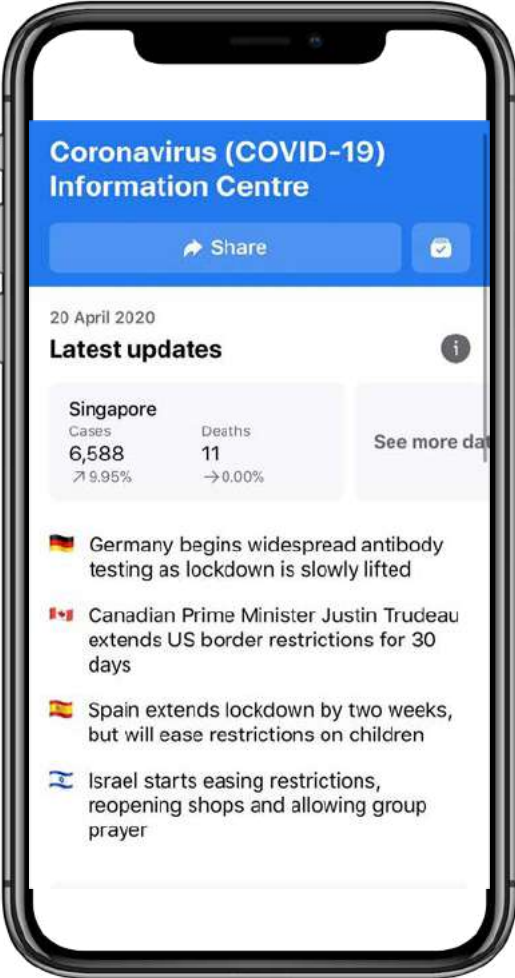 Coronavirus (COVID-19)
Information Centre
Share
20 April 2020
Latest updates
Singapore
Cases
Deaths
6,588
11
↗9.95%
→0.00%
See more dat
Germany begins widespread antibody
testing as lockdown is slowly lifted
Canadian Prime Minister Justin Trudeau
extends US border restrictions for 30
days
Spain extends lockdown by two weeks,
but will ease restrictions on children
Israel starts easing restrictions,
reopening shops and allowing group
prayer